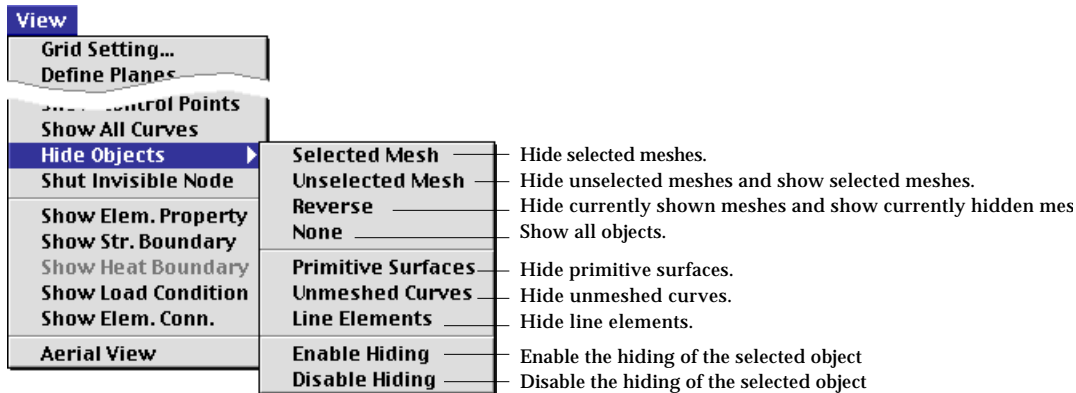 View
Grid Setting...
Define Planes
Control Points
Show All Curves
Hide Objects
Shut Invisible Node
Show Elem. Property
Show Str. Boundary
Show Heat Boundary
Show Load Condition
Show Elem. Conn.
Aerial View
Selected Mesh Hide selected meshes.
Unselected Mesh Hide unselected meshes and show selected meshes.
Reverse Hide currently shown meshes and show currently hidden mes
None Show all objects.
Primitive Surfaces Hide primitive surfaces.
Unmeshed Curves Hide unmeshed curves.
Line Elements Hide line elements.
Enable Hiding Enable the hiding of the selected object
Disable Hiding Disable the hiding of the selected object